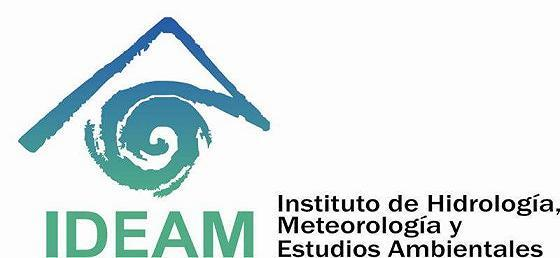 IDEAM
Instituto de Hidrología,
Meteorología y
Estudios Ambientales